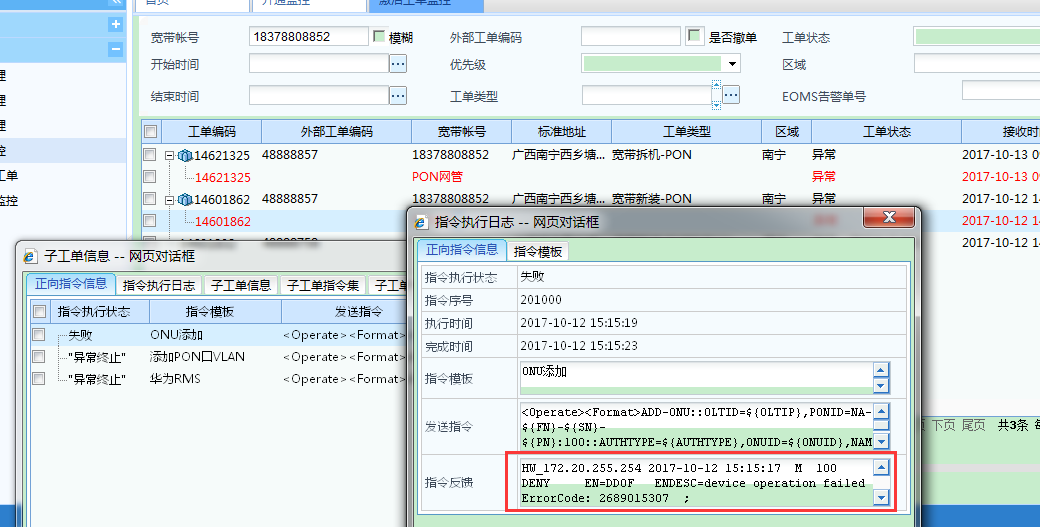 首页 开通监控 激活工单监控
宽带帐号 18378808852 模糊 外部工单编码 是否撤单 工单状态
开始时间 优先级 区域
结束时间 工单类型 EOMS告警单号
理
理
理
控
工单
监控
工单编码 外部工单编码 宽带帐号 标准地址 工单类型 区域 工单状态 接收时
14621325 48888857 18378808852 广西南宁西乡塘... 宽带拆机-PON 南宁 异常 2017-10-13 0
14621325 PON网管 异常 2017-10-13 0
14601862 48888857 18378808852 广西南宁西乡塘... 宽带新装-PON 南宁 异常 2017-10-12 14
14601862 2017-10-12 14
2017-10-12 14
子工单信息 -- 网页对话框
正向指令信息 指令执行日志 子工单信息 子工单指令集 子工
指令执行状态 指令模板 发送指令
失败 ONU添加 <Operate><Format>
"异常终止" 添加PON口VLAN <Operate><Format>
"异常终止" 华为RMS <Operate><Format>
指令执行日志 -- 网页对话框
正向指令信息 指令模板
指令执行状态 失败
指令序号 201000
执行时间 2017-10-12 15:15:19
完成时间 2017-10-12 15:15:23
指令模板 ONU添加
发送指令 <Operate><Format>ADD-ONU::OLTID=${OLTIP},PONID=NA-
${FN}-${SN}-
${PN}:100::AUTHTYPE=${AUTHTYPE},ONUID=${ONUID},NAM
指令反馈 HW_172.20.255.254 2017-10-12 15:15:17 M 100
DENY EN=DDOF ENDESC=device operation failed
ErrorCode: 2689015307 ;
下页 尾页 共3条